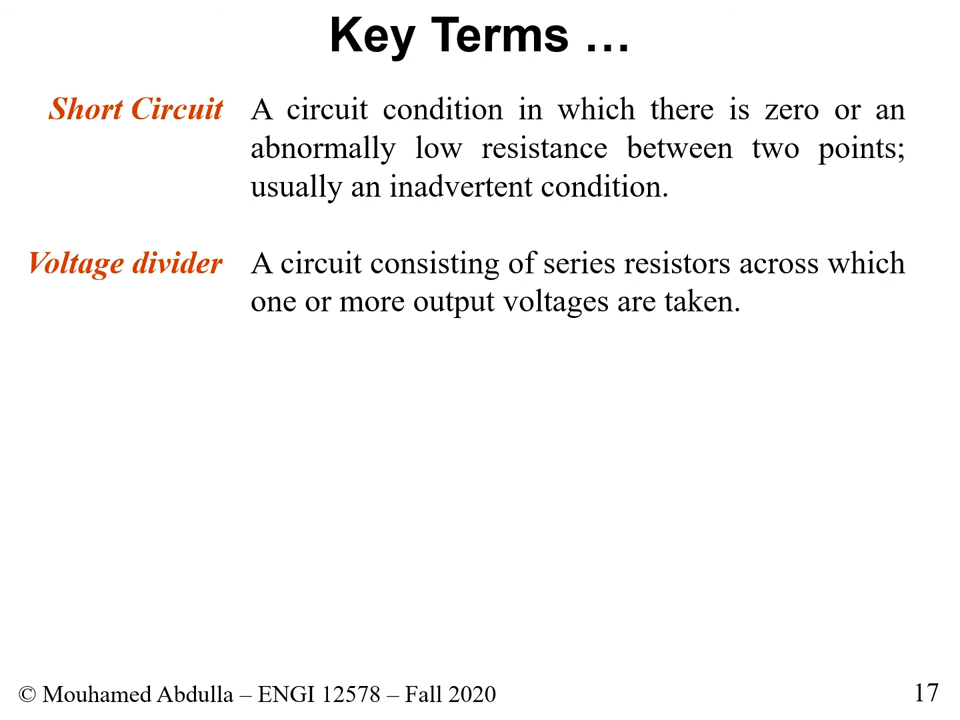 Key Terms …
Short Circuit A circuit condition in which there is zero or an
abnormally low resistance between two points;
usually an inadvertent condition.
Voltage divider A circuit consisting of series resistors across which
one or more output voltages are taken.
© Mouhamed Abdulla – ENGI 12578 – Fall 2020 17